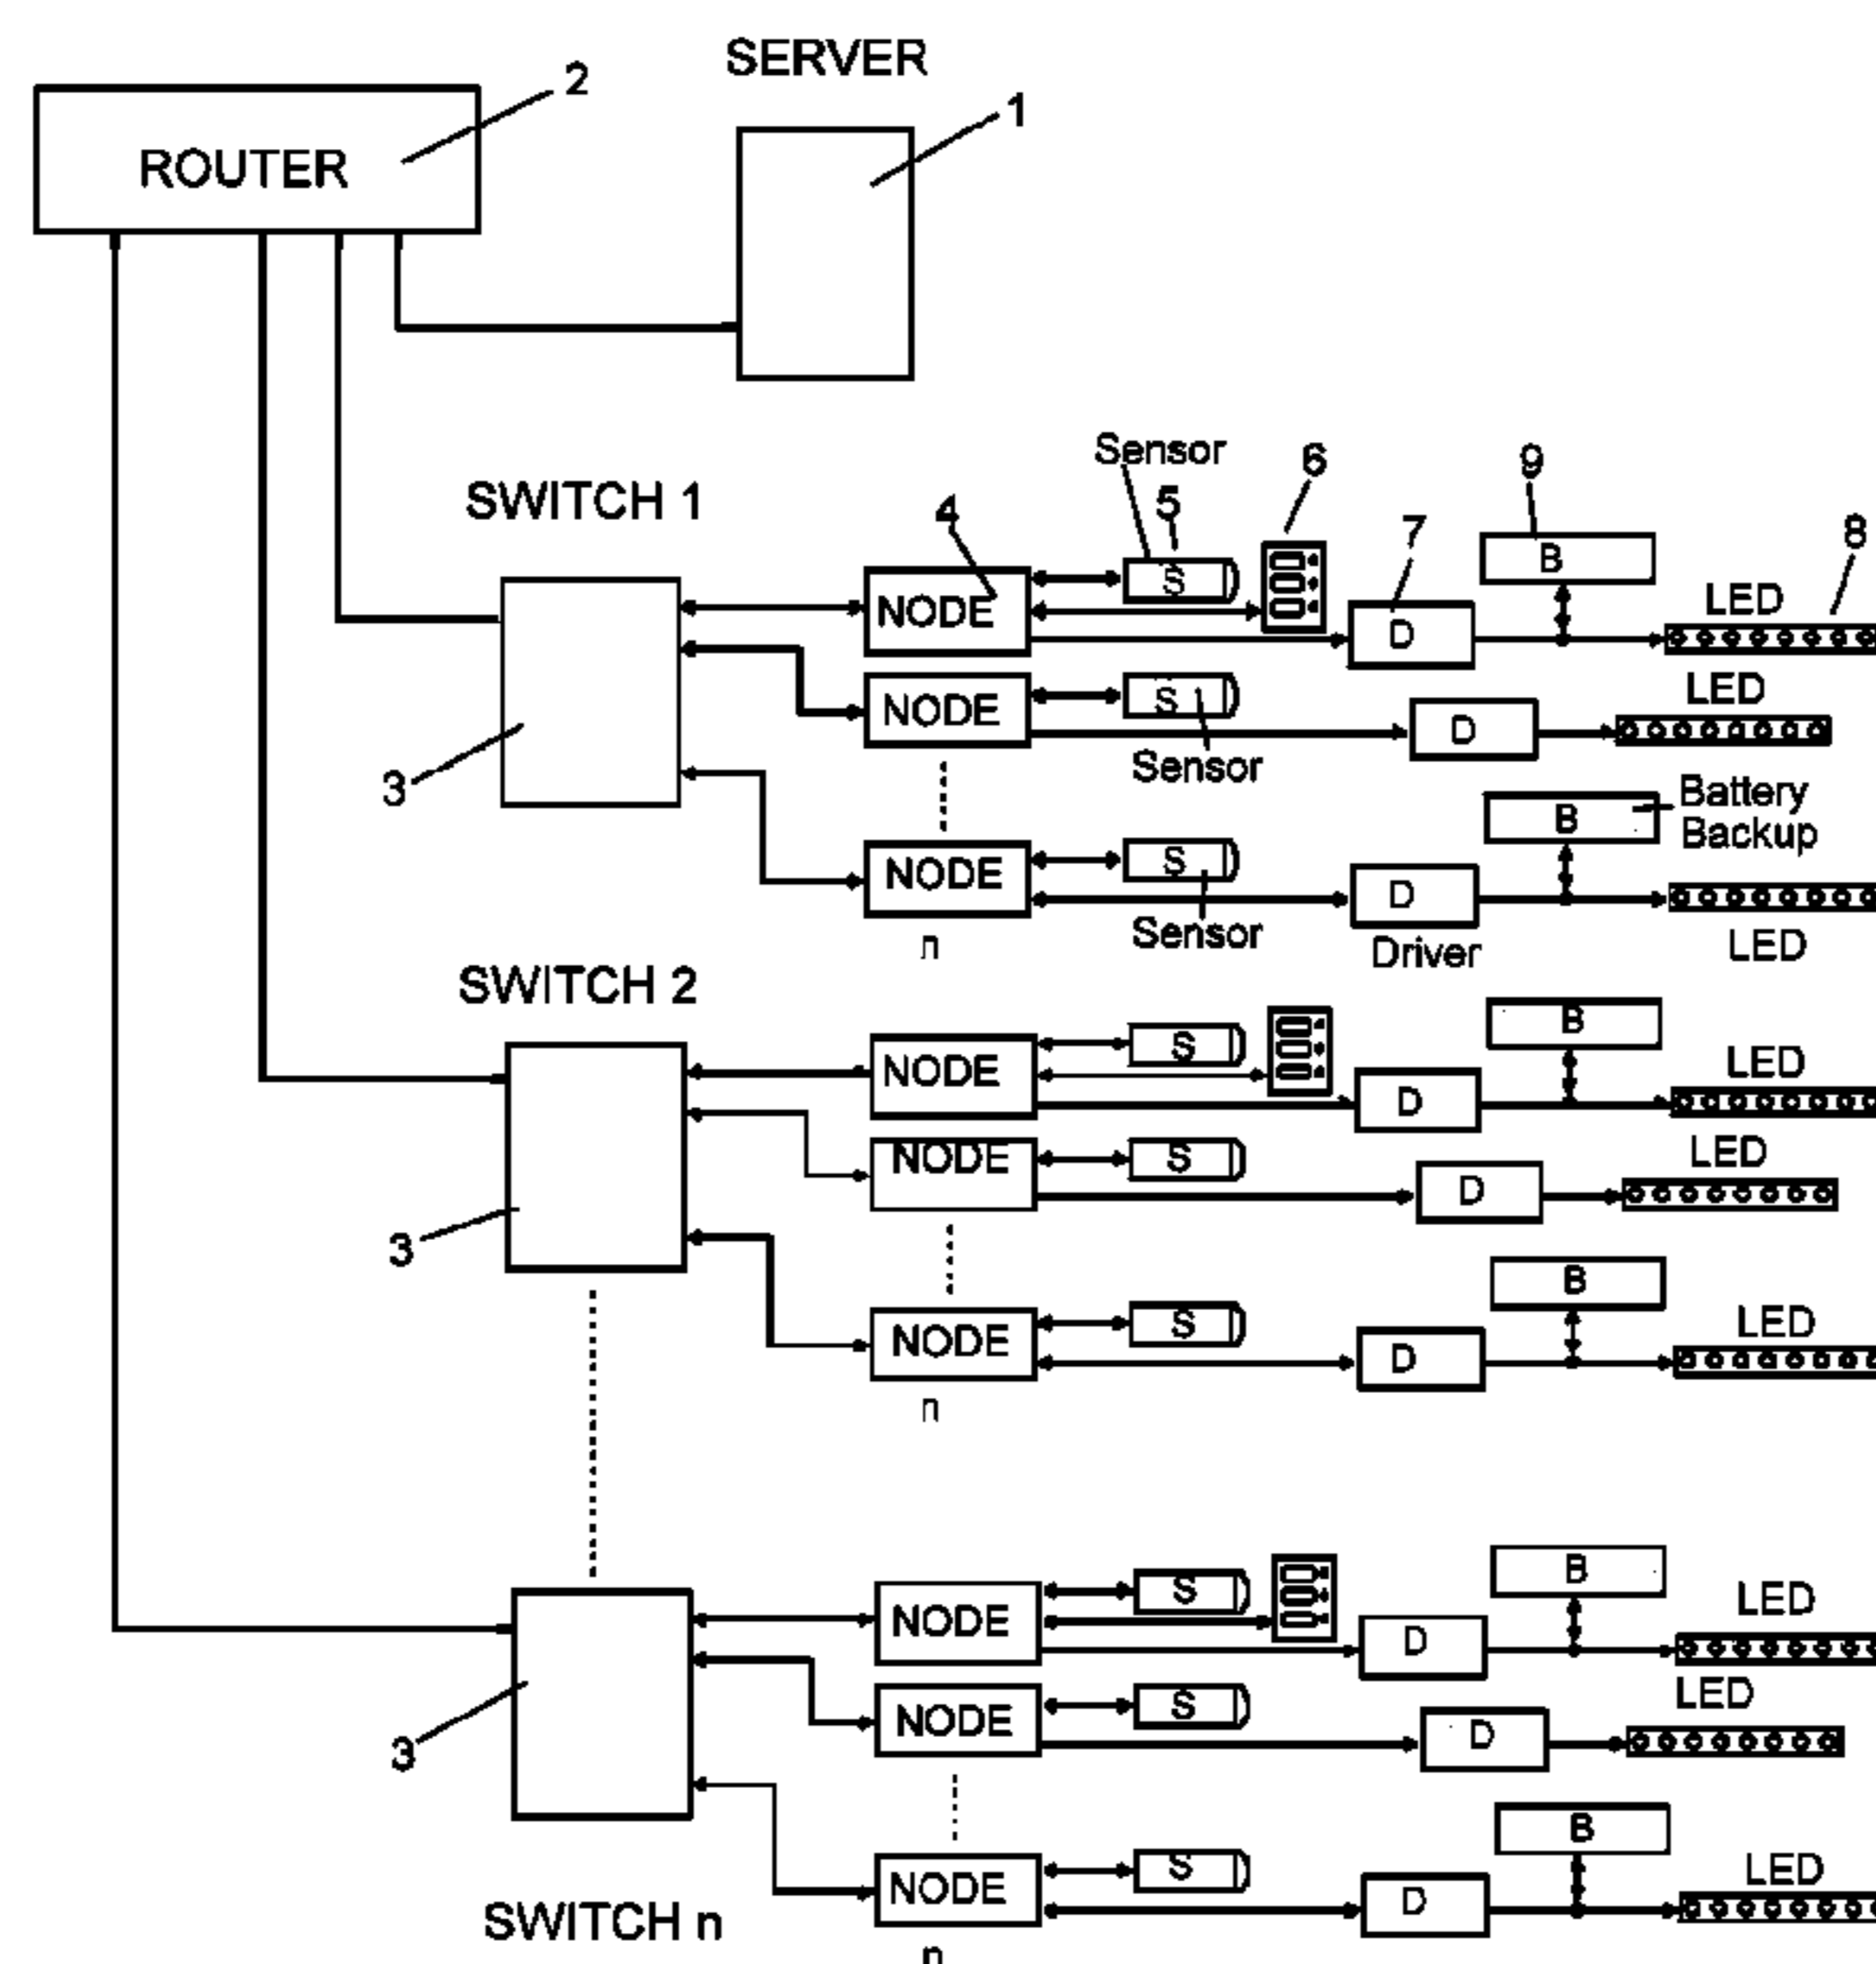 SERVER
2
1
ROUTER
Sensor
6
9
SWITCH 1
4
5
7
8
B
LED
S
NODE
D
LED
S
NODE
D
3
Sensor
Battery
Backup
B
S
NODE
D
Sensor
n
Driver
LED
SWITCH 2
B
S
LED
NODE
D
LED
NODE
S
D
3
B
S
LED
NODE
D
n
B
S
LED
NODE
D
LED
S
NODE
D
3
B
S
LED
NODE
D
SWITCH n
n